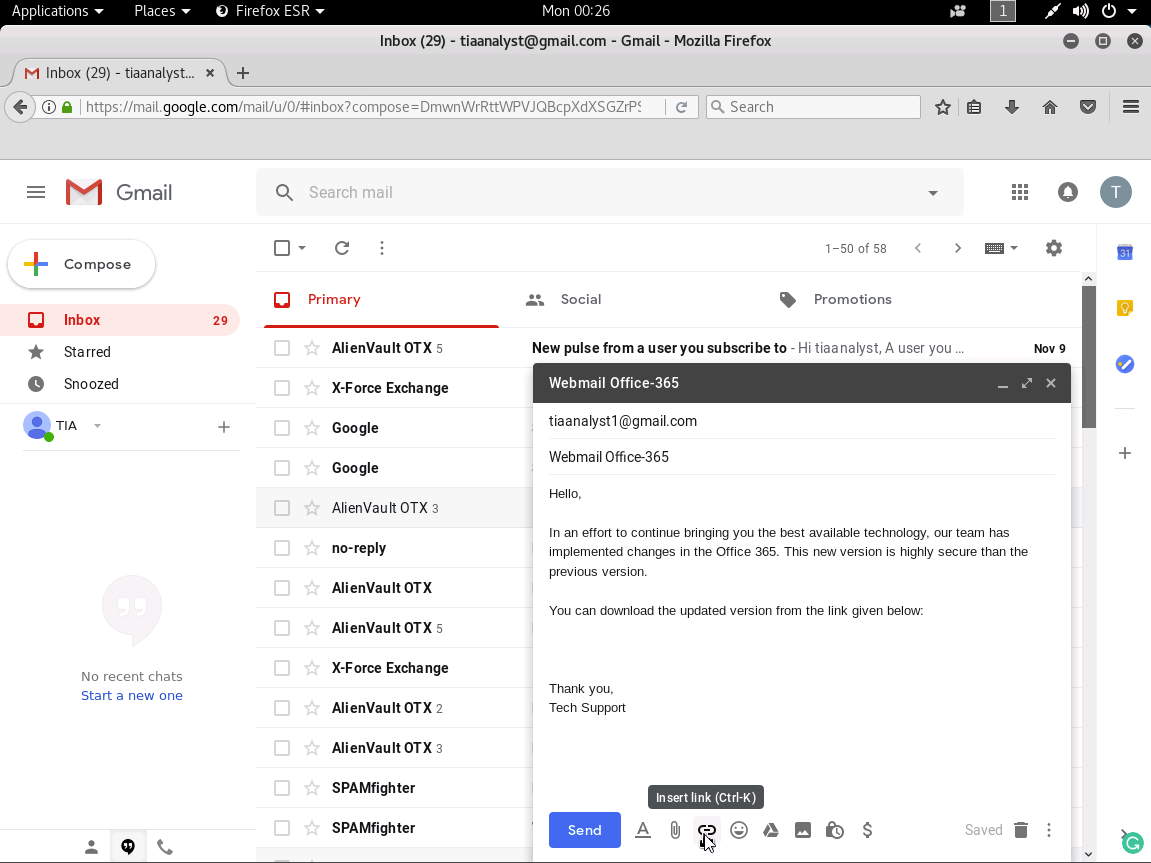 Applications Places Firefox ESR Mon 00:26 1
Inbox (29) - tiaanalyst@gmail.com - Gmail - Mozilla Firefox
Inbox (29) - tiaanalyst...
https://mail.google.com/mail/u/0/#inbox?compose=DmwnWrRttWPVJQBcpXdXSGZrPS Search
Gmail Search mail T
Compose 1–50 of 58 31
Primary Social Promotions
Inbox 29
Starred
Snoozed
TIA
No recent chats
Start a new one
AlienVault OTX 5 New pulse from a user you subscribe to - Hi tiaanalyst, A user you ... Nov 9
X-Force Exchange
Google
Google
AlienVault OTX 3
no-reply
AlienVault OTX
AlienVault OTX 5
X-Force Exchange
AlienVault OTX 2
AlienVault OTX 3
SPAMfighter
SPAMfighter
Webmail Office-365
tiaanalyst1@gmail.com
Webmail Office-365
Hello,
In an effort to continue bringing you the best available technology, our team has
implemented changes in the Office 365. This new version is highly secure than the
previous version.
You can download the updated version from the link given below:
Thank you,
Tech Support
Insert link (Ctrl-K)
Send A $ Saved